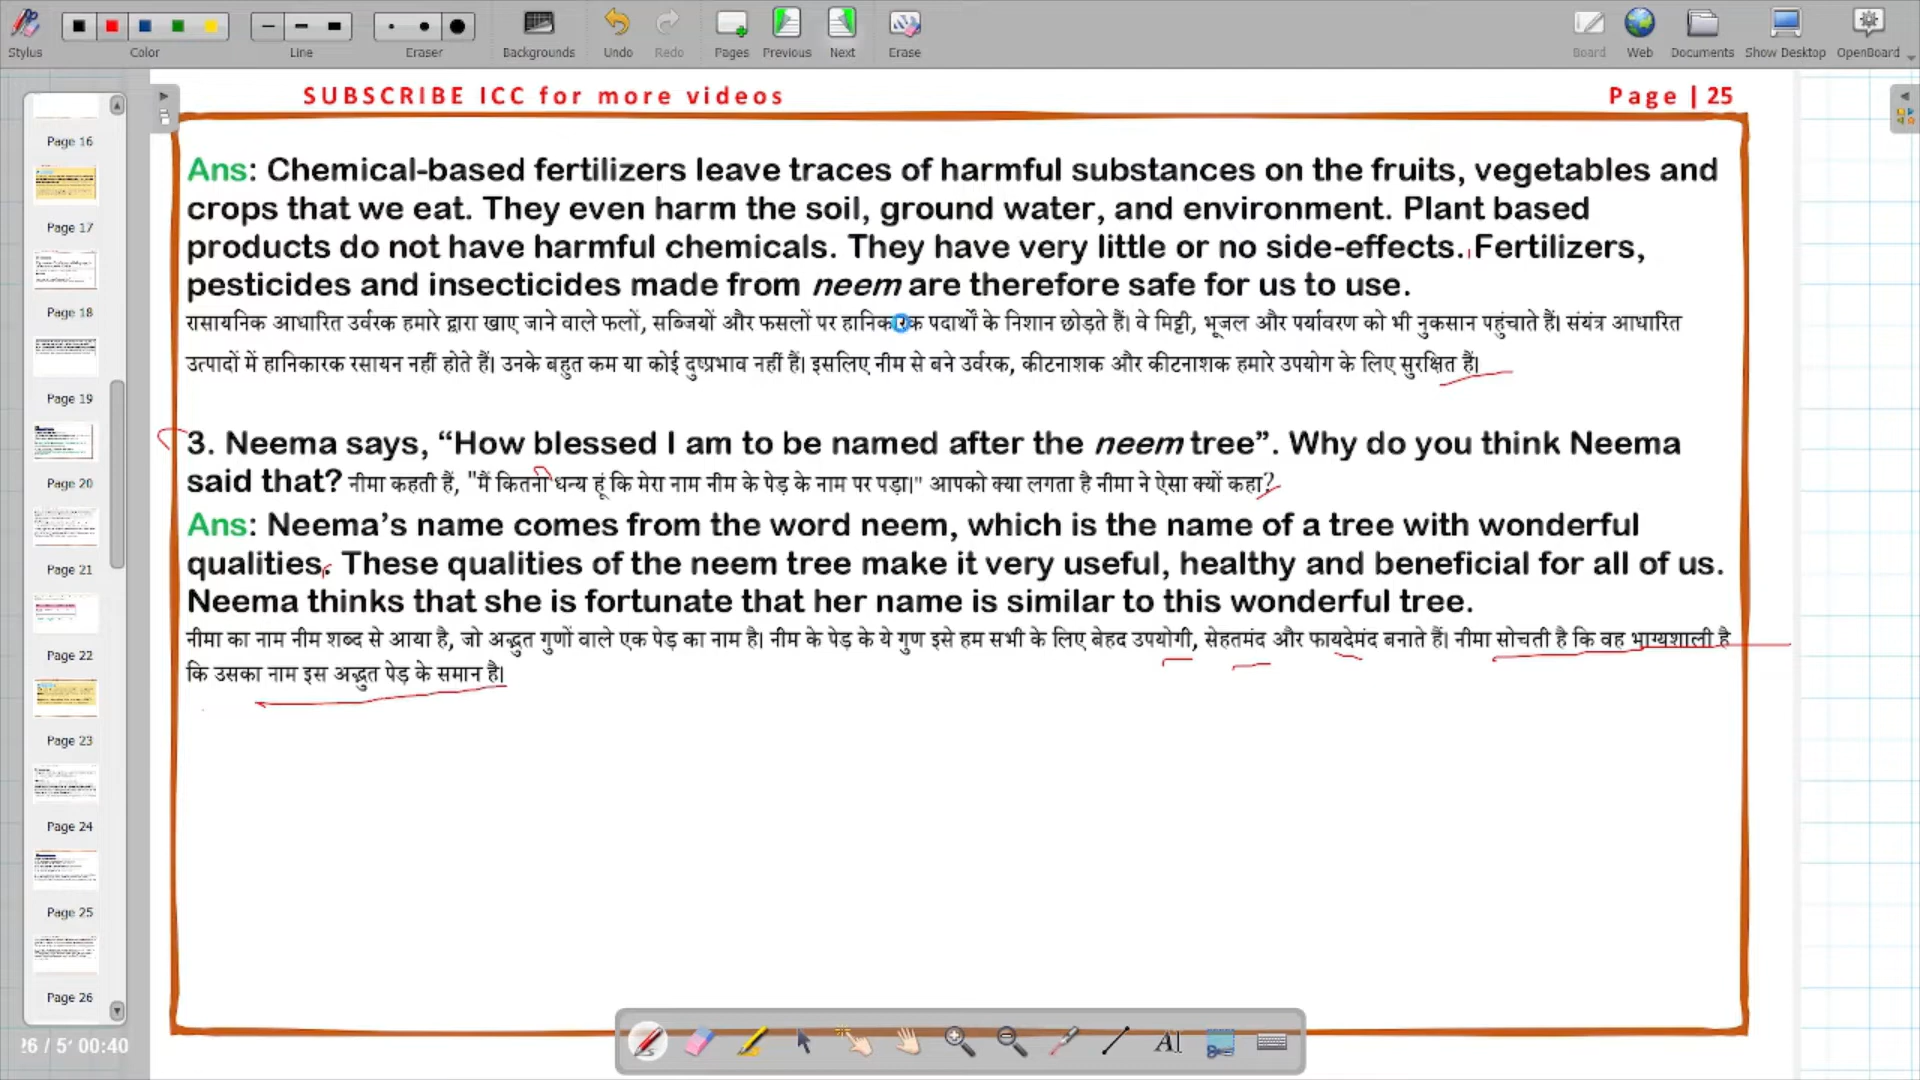 Stylus
Color
Line
Eraser
Backgrounds
Undo
Redo
Pages
Previous
Next
Erase
Board
Web
Documents
Show Desktop
OpenBoard
SUBSCRIBE ICC for more videos
Page | 25
Page 16
Page 17
Page 18
Page 19
Page 20
Page 21
Page 22
Page 23
Page 24
Page 25
Page 26
Ans: Chemical-based fertilizers leave traces of harmful substances on the fruits, vegetables and
crops that we eat. They even harm the soil, ground water, and environment. Plant based
products do not have harmful chemicals. They have very little or no side-effects. Fertilizers,
pesticides and insecticides made from neem are therefore safe for us to use.
रासायनिक आधारित उर्वरक हमारे द्वारा खाए जाने वाले फलों, सब्जियों और फसलों पर हानिकारक पदार्थों के निशान छोड़ते हैं। वे मिट्टी, भूजल और पर्यावरण को भी नुकसान पहुंचाते हैं। संयंत्र आधारित
उत्पादों में हानिकारक रसायन नहीं होते हैं। उनके बहुत कम या कोई दुष्प्रभाव नहीं हैं। इसलिए नीम से बने उर्वरक, कीटनाशक और कीटनाशक हमारे उपयोग के लिए सुरक्षित हैं।
3. Neema says, “How blessed I am to be named after the neem tree”. Why do you think Neema
said that? नीमा कहती हैं, "मैं कितनी धन्य हूं कि मेरा नाम नीम के पेड़ के नाम पर पड़ा।" आपको क्या लगता है नीमा ने ऐसा क्यों कहा?
Ans: Neema’s name comes from the word neem, which is the name of a tree with wonderful
qualities. These qualities of the neem tree make it very useful, healthy and beneficial for all of us.
Neema thinks that she is fortunate that her name is similar to this wonderful tree.
नीमा का नाम नीम शब्द से आया है, जो अद्भुत गुणों वाले एक पेड़ का नाम है। नीम के पेड़ के ये गुण इसे हम सभी के लिए बेहद उपयोगी, सेहतमंद और फायदेमंद बनाते हैं। नीमा सोचती है कि वह भाग्यशाली है
कि उसका नाम इस अद्भुत पेड़ के समान है।
00:40